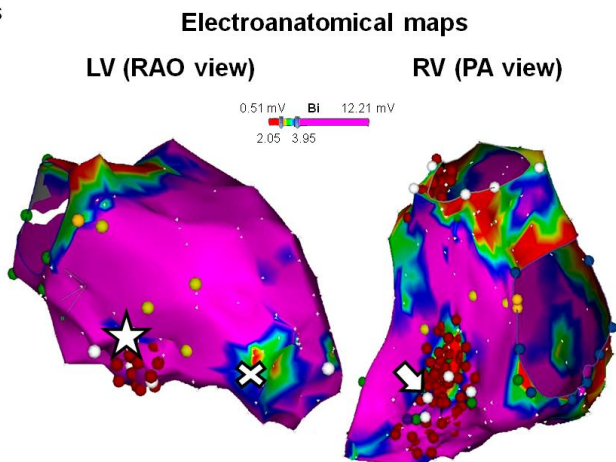 Electroanatomical maps
LV (RAO view)
RV (PA view)
0.51 mV Bi 12.21 mV
2.05 3.95